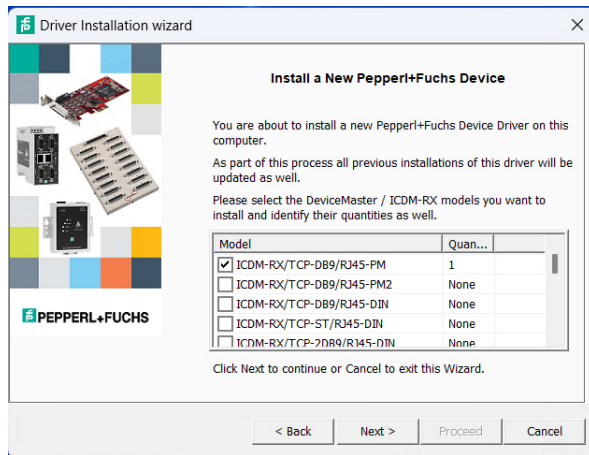 Driver Installation wizard
Install a New Pepperl+Fuchs Device
You are about to install a new Pepperl+Fuchs Device Driver on this
computer.
As part of this process all previous installations of this driver will be
updated as well.
Please select the DeviceMaster / ICDM-RX models you want to
install and identify their quantities as well.
Model Quan...
ICDM-RX/TCP-DB9/RJ45-PM 1
ICDM-RX/TCP-DB9/RJ45-PM2 None
ICDM-RX/TCP-DB9/RJ45-DIN None
ICDM-RX/TCP-ST/RJ45-DIN None
ICDM-RX/TCP-2DB9/RJ45-DIN None
PEPPERL+FUCHS
Click Next to continue or Cancel to exit this Wizard.
< Back Next > Proceed Cancel